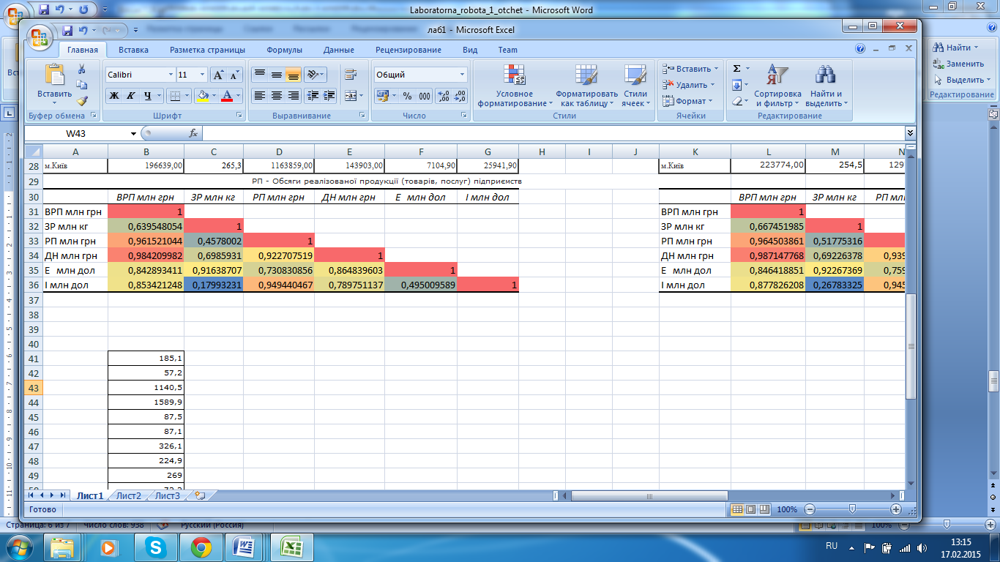 Laboratorna_robota_1_otchet - Microsoft Word
лаб1 - Microsoft Excel
Главная Вставка Разметка страницы Формулы Данные Рецензирование Вид Team
Найти
Заменить
Выделить
Редактирование
Вставить
Calibri 11
Ж К Ч
Общий
% 000
Условное форматирование
Форматировать как таблицу
Стили ячеек
Вставить
Удалить
Формат
Σ
Сортировка и фильтр
Найти и выделить
Буфер обмена Шрифт Выравнивание Число Стили Ячейки Редактирование
W43 fx
A B C D E F G H I J K L M N
28 м.Київ 196639,00 265,3 1163859,00 143903,00 7104,90 25941,90 м.Київ 223774,00 254,5 129
29 РП - Обсяги реалізованої продукції (товарів, послуг) підприємств
30 ВРП млн грн ЗР млн кг РП млн грн ДН млн грн Е млн дол І млн дол ВРП млн грн ЗР млн кг
31 ВРП млн грн 1 ВРП млн грн 1
32 ЗР млн кг 0,639548054 1 ЗР млн кг 0,667451985 1
33 РП млн грн 0,961521044 0,4578002 1 РП млн грн 0,964503861 0,51775316
34 ДН млн грн 0,984209982 0,6985931 0,922707519 1 ДН млн грн 0,987147768 0,69226378 0,939
35 Е млн дол 0,842893411 0,91638707 0,730830856 0,864839603 1 Е млн дол 0,846418851 0,92267369 0,759
36 І млн дол 0,853421248 0,17993231 0,949440467 0,789751137 0,495009589 1 І млн дол 0,877826208 0,26783325 0,945
37
38
39
40
41 185,1
42 57,2
43 1140,5
44 1589,9
45 87,5
46 87,1
47 326,1
48 224,9
49 269
Лист1 Лист2 Лист3
Готово 100%
Страница: 6 из 7 Число слов: 938 Русский (Россия) 100%
RU 13:15
17.02.2015